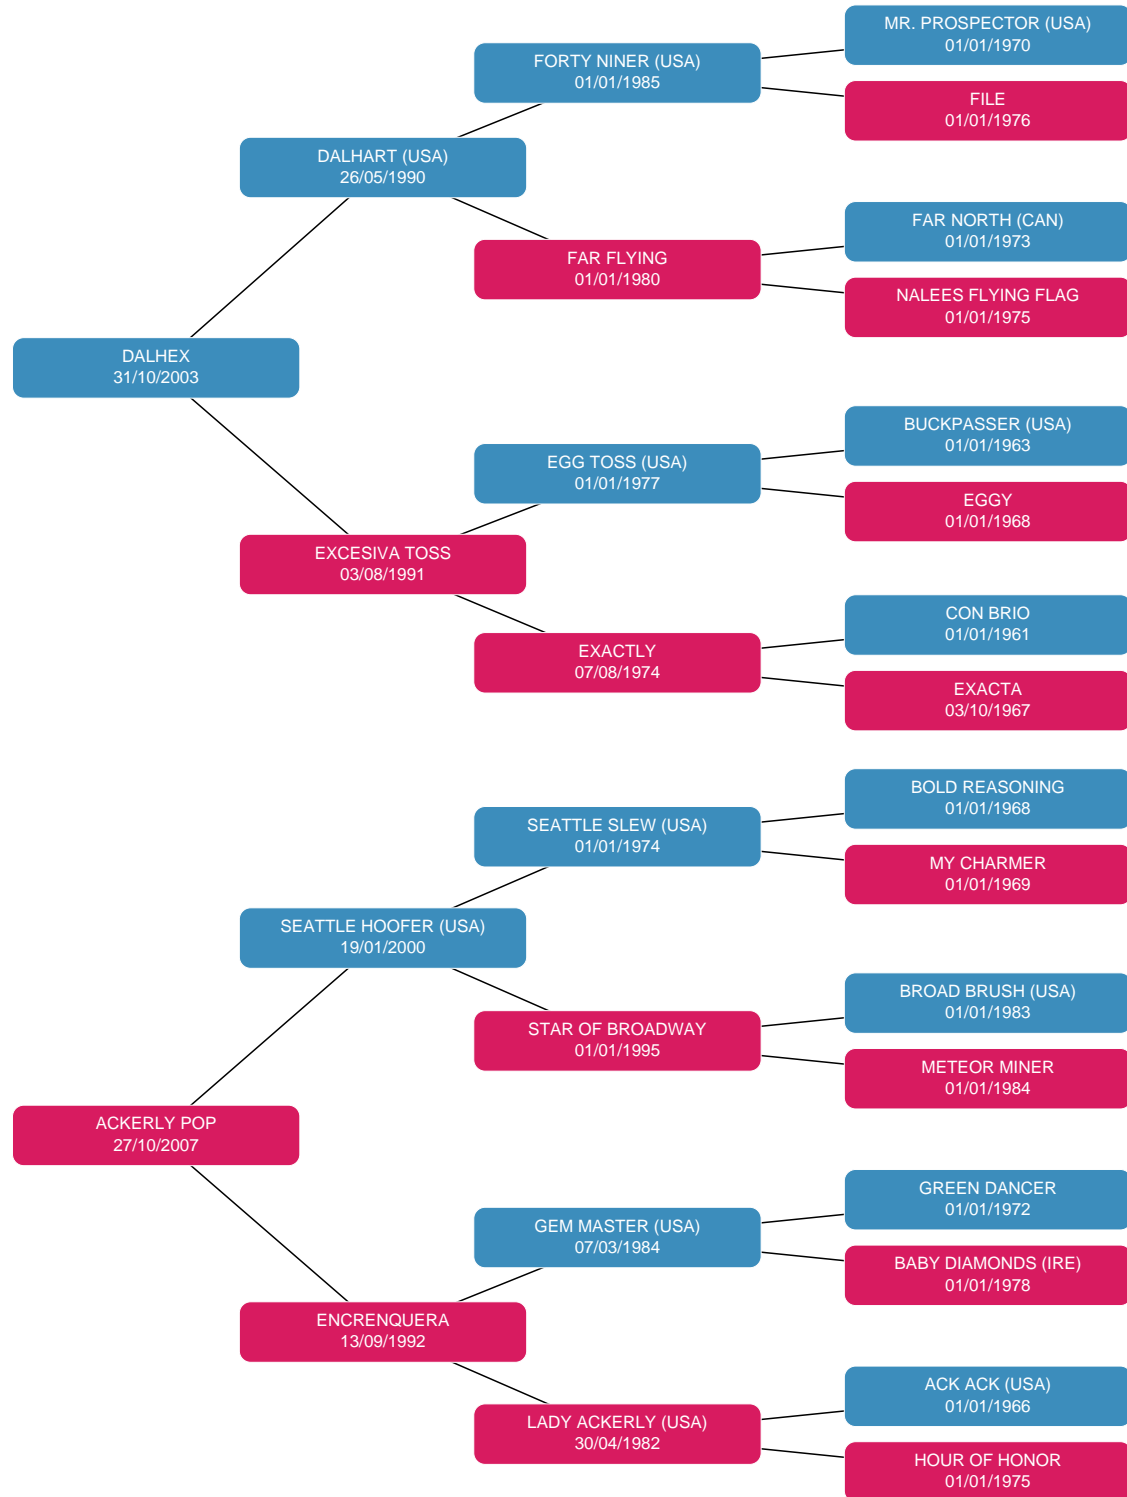 MR. PROSPECTOR (USA)
01/01/1970
FORTY NINER (USA)
01/01/1985
FILE
01/01/1976
DALHART (USA)
26/05/1990
FAR NORTH (CAN)
01/01/1973
FAR FLYING
01/01/1980
NALEES FLYING FLAG
01/01/1975
DALHEX
31/10/2003
BUCKPASSER (USA)
01/01/1963
EGG TOSS (USA)
01/01/1977
EGGY
01/01/1968
EXCESIVA TOSS
03/08/1991
CON BRIO
01/01/1961
EXACTLY
07/08/1974
EXACTA
03/10/1967
BOLD REASONING
01/01/1968
SEATTLE SLEW (USA)
01/01/1974
MY CHARMER
01/01/1969
SEATTLE HOOFER (USA)
19/01/2000
BROAD BRUSH (USA)
01/01/1983
STAR OF BROADWAY
01/01/1995
METEOR MINER
01/01/1984
ACKERLY POP
27/10/2007
GREEN DANCER
01/01/1972
GEM MASTER (USA)
07/03/1984
BABY DIAMONDS (IRE)
01/01/1978
ENCRENQUERA
13/09/1992
ACK ACK (USA)
01/01/1966
LADY ACKERLY (USA)
30/04/1982
HOUR OF HONOR
01/01/1975